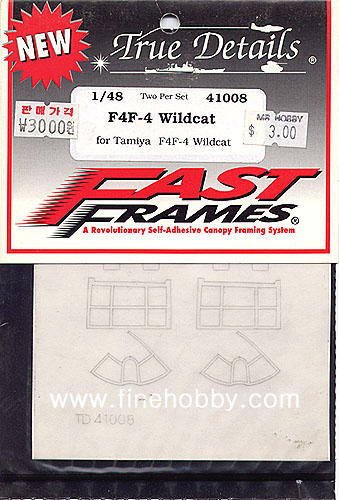 NEW
True Details®
1/48 Two Per Set 41008
F4F-4 Wildcat
for Tamiya F4F-4 Wildcat
판매가격
₩3000원
MR HOBBY
$ 3.00
FAST
FRAMES®
A Revolutionary Self-Adhesive Canopy Framing System
www.finehobby.com
TD 41008